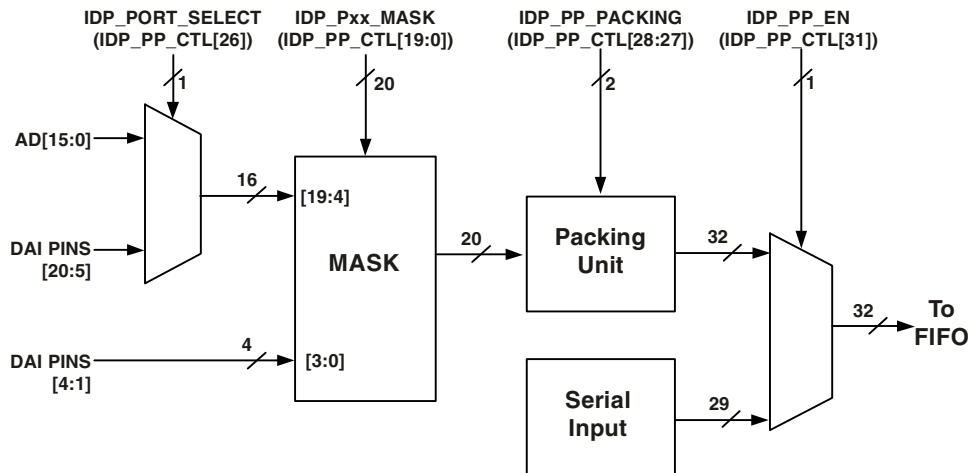 IDP_PORT_SELECT
(IDP_PP_CTL[26])
IDP_Pxx_MASK
(IDP_PP_CTL[19:0])
IDP_PP_PACKING
(IDP_PP_CTL[28:27])
IDP_PP_EN
(IDP_PP_CTL[31])
1
20
2
1
AD[15:0]
16
[19:4]
DAI PINS
[20:5]
MASK
20
Packing
Unit
32
32
To
FIFO
DAI PINS
[4:1]
4
[3:0]
Serial
Input
29